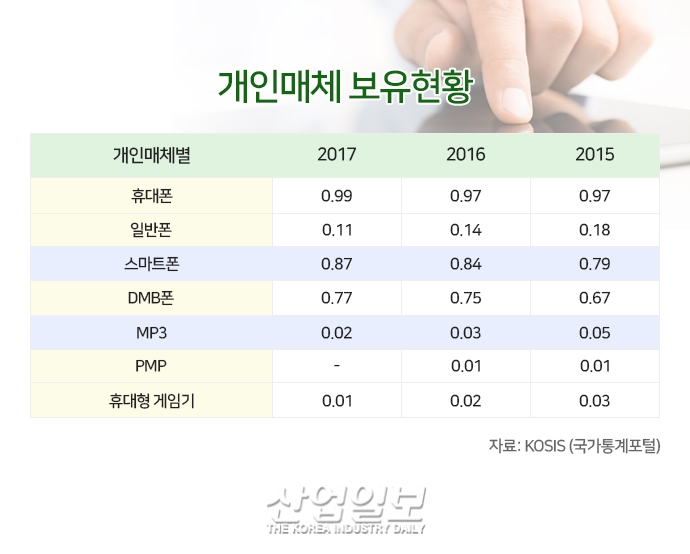 개인매체 보유현황
개인매체별 2017 2016 2015
휴대폰 0.99 0.97 0.97
일반폰 0.11 0.14 0.18
스마트폰 0.87 0.84 0.79
DMB폰 0.77 0.75 0.67
MP3 0.02 0.03 0.05
PMP - 0.01 0.01
휴대형 게임기 0.01 0.02 0.03
자료: KOSIS (국가통계포털)
산업일보
THE KOREA INDUSTRY DAILY